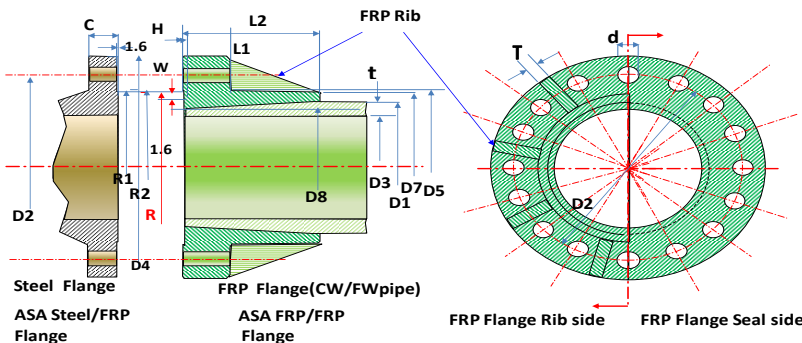 C
H
L2
FRP Rib
1.6
L1
W
t
T
d
1.6
R1
R2
D2
R
D8
D3
D1
D7
D5
D2
D4
Steel Flange
FRP Flange(CW/FWpipe)
ASA Steel/FRP
Flange
ASA FRP/FRP
Flange
FRP Flange Rib side
FRP Flange Seal side